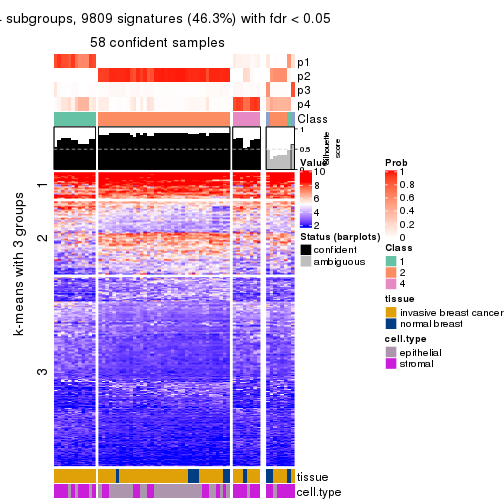 subgroups, 9809 signatures (46.3%) with fdr < 0.05
58 confident samples
p1
p2
p3
p4
Class
1
0.5
0
Silhouette
score
k-means with 3 groups
1
2
3
tissue
cell.type
Value
10
8
6
4
2
Status (barplots)
confident
ambiguous
Prob
1
0.8
0.6
0.4
0.2
0
Class
1
2
4
tissue
invasive breast cancer
normal breast
cell.type
epithelial
stromal